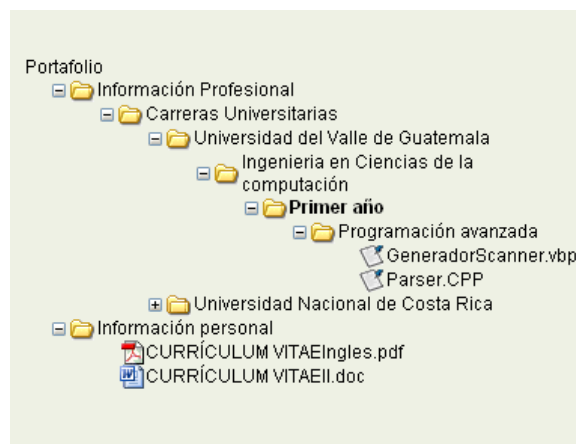 Portafolio
Información Profesional
Carreras Universitarias
Universidad del Valle de Guatemala
Ingenieria en Ciencias de la
computación
Primer año
Programación avanzada
GeneradorScanner.vbp
Parser.CPP
Universidad Nacional de Costa Rica
Información personal
CURRÍCULUM VITAEIngles.pdf
CURRÍCULUM VITAEII.doc